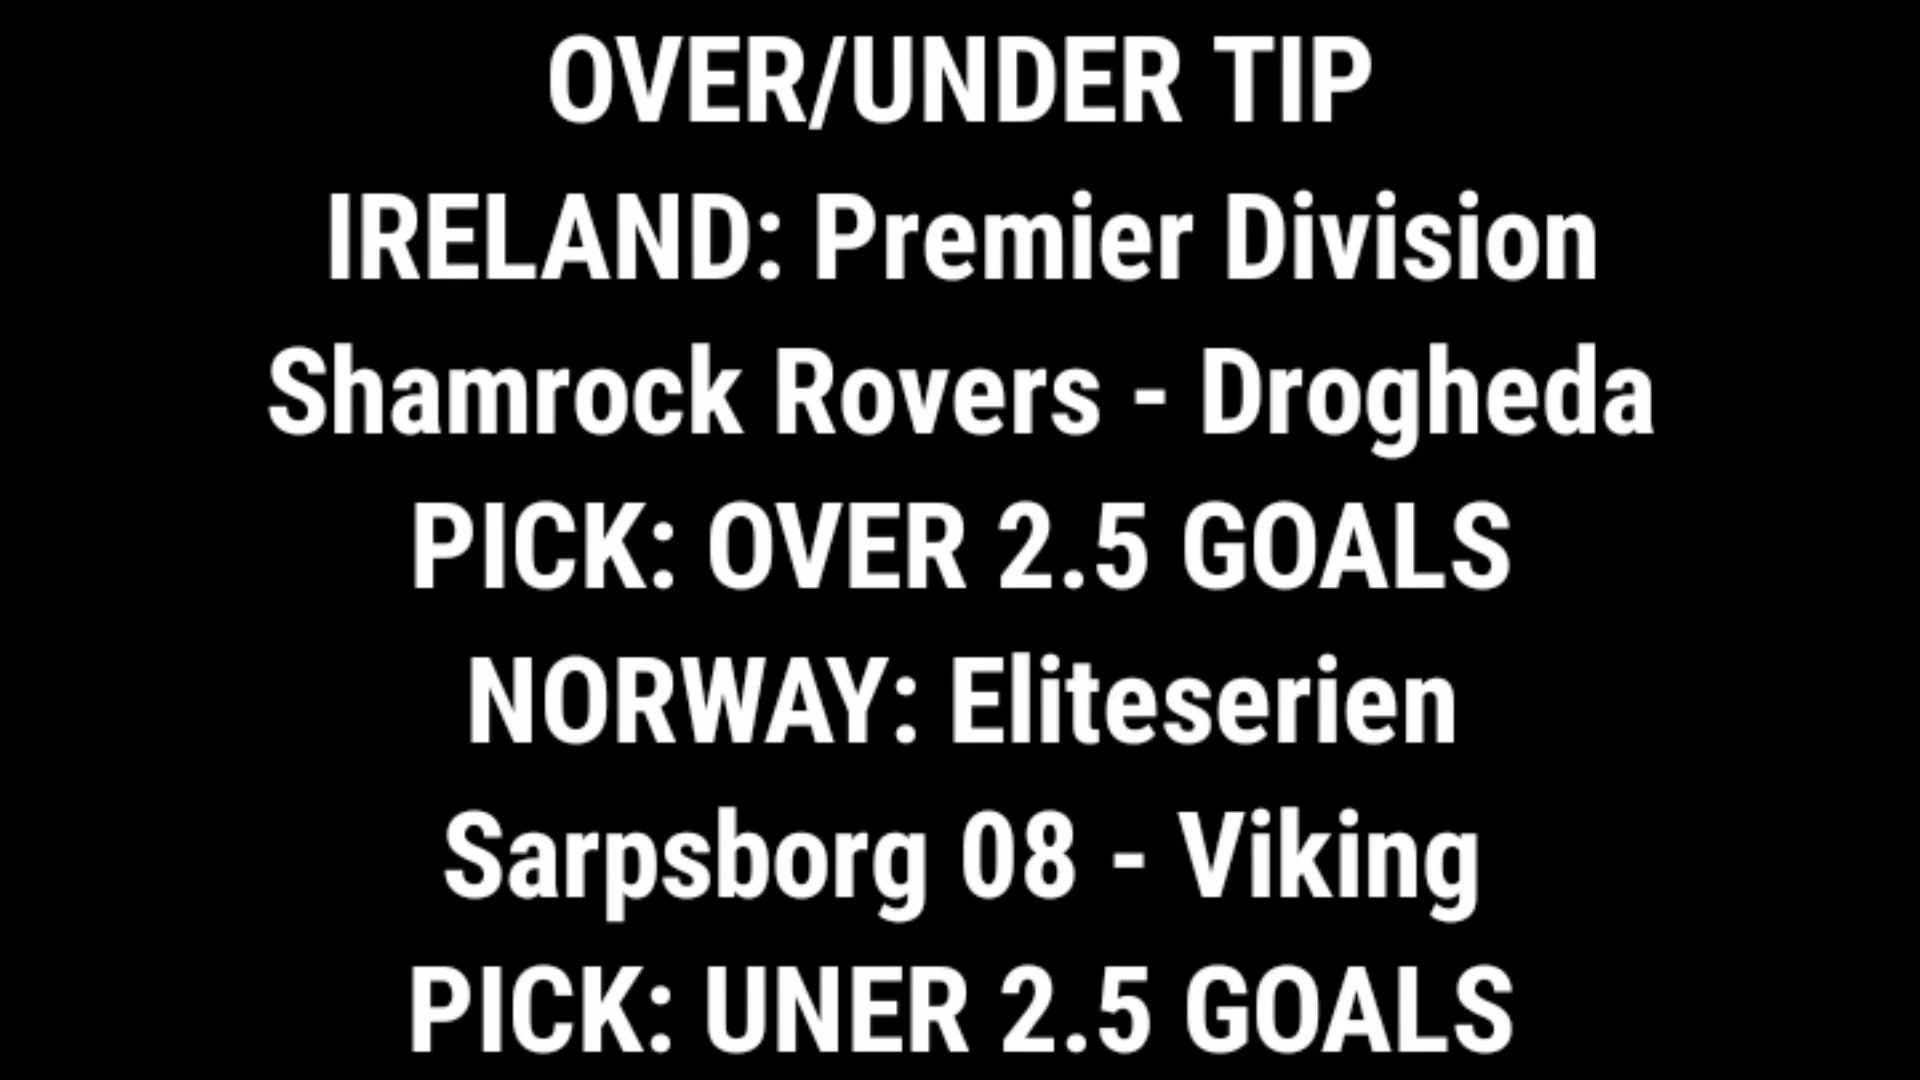 OVER/UNDER TIP
IRELAND: Premier Division
Shamrock Rovers - Drogheda
PICK: OVER 2.5 GOALS
NORWAY: Eliteserien
Sarpsborg 08 - Viking
PICK: UNER 2.5 GOALS